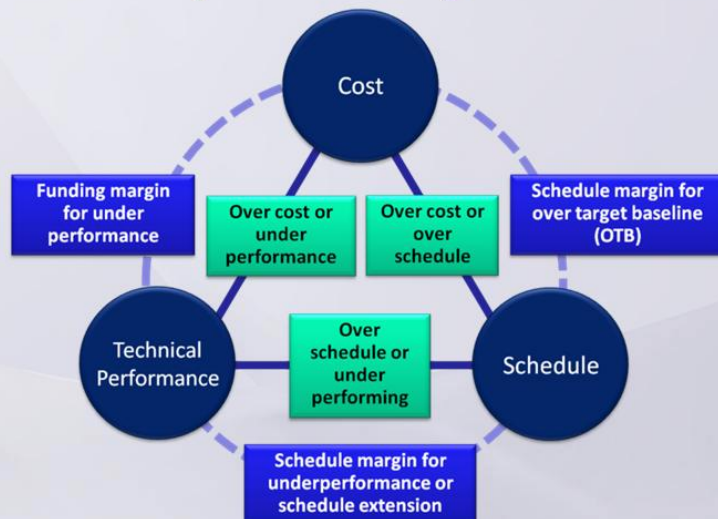 Cost
Funding margin
for under
performance
Over cost or
under
performance
Over cost or
over
schedule
Schedule margin for
over target baseline
(OTB)
Technical
Performance
Over
schedule or
under
performing
Schedule
Schedule margin for
underperformance or
schedule extension